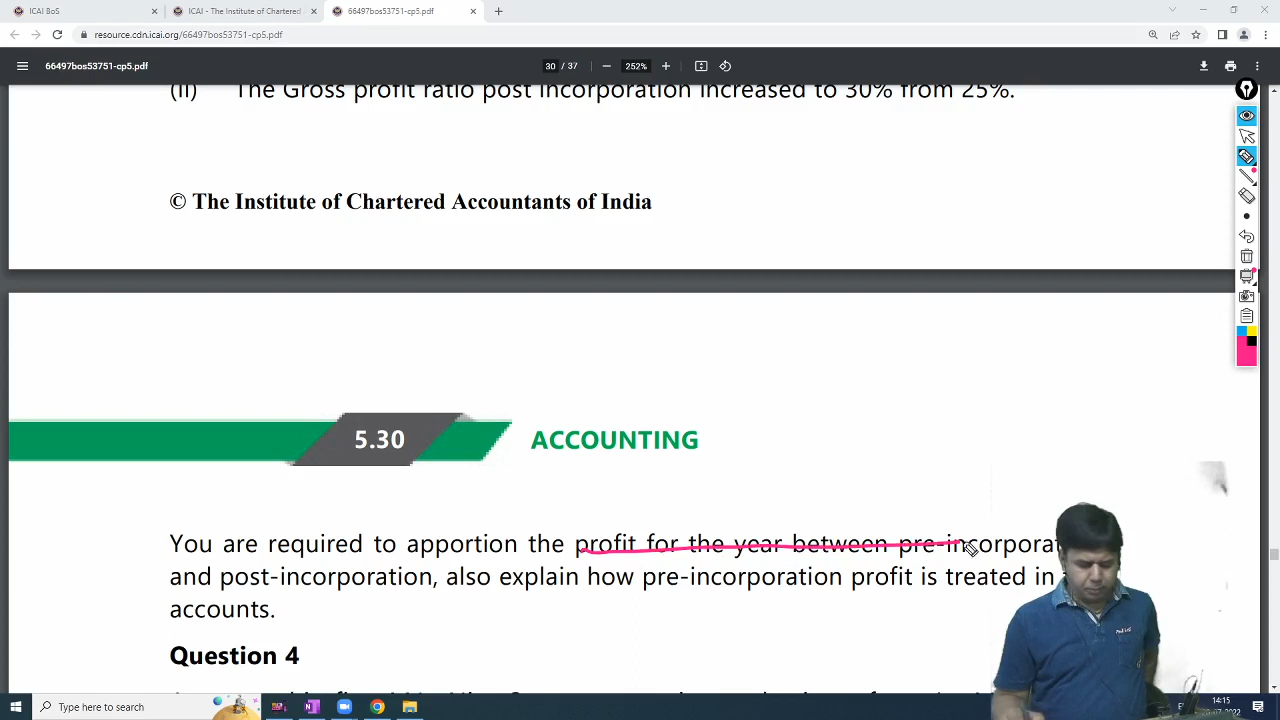 ICAI BoS
ICAI - The Institute of Chartered
66497bos53751-cp5.pdf
resource.cdn.icai.org/66497bos53751-cp5.pdf
66497bos53751-cp5.pdf
30 / 37
252%
(ii) The Gross profit ratio post incorporation increased to 30% from 25%.
© The Institute of Chartered Accountants of India
5.30 ACCOUNTING
You are required to apportion the profit for the year between pre-incorporat
and post-incorporation, also explain how pre-incorporation profit is treated in
accounts.
Question 4
Type here to search
14:15